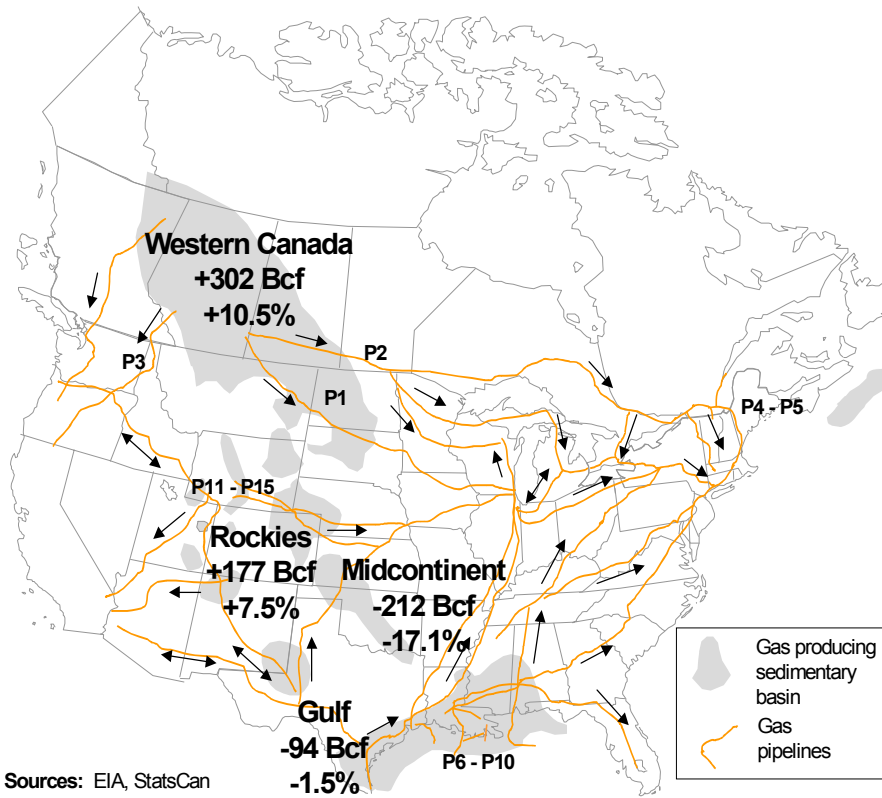 Western Canada
+302 Bcf
+10.5%
P3
P2
P1
P4 - P5
P11 - P15
Rockies
+177 Bcf
+7.5%
Midcontinent
-212 Bcf
-17.1%
Gulf
-94 Bcf
-1.5%
P6 - P10
Gas producing
sedimentary
basin
Gas
pipelines
Sources: EIA, StatsCan